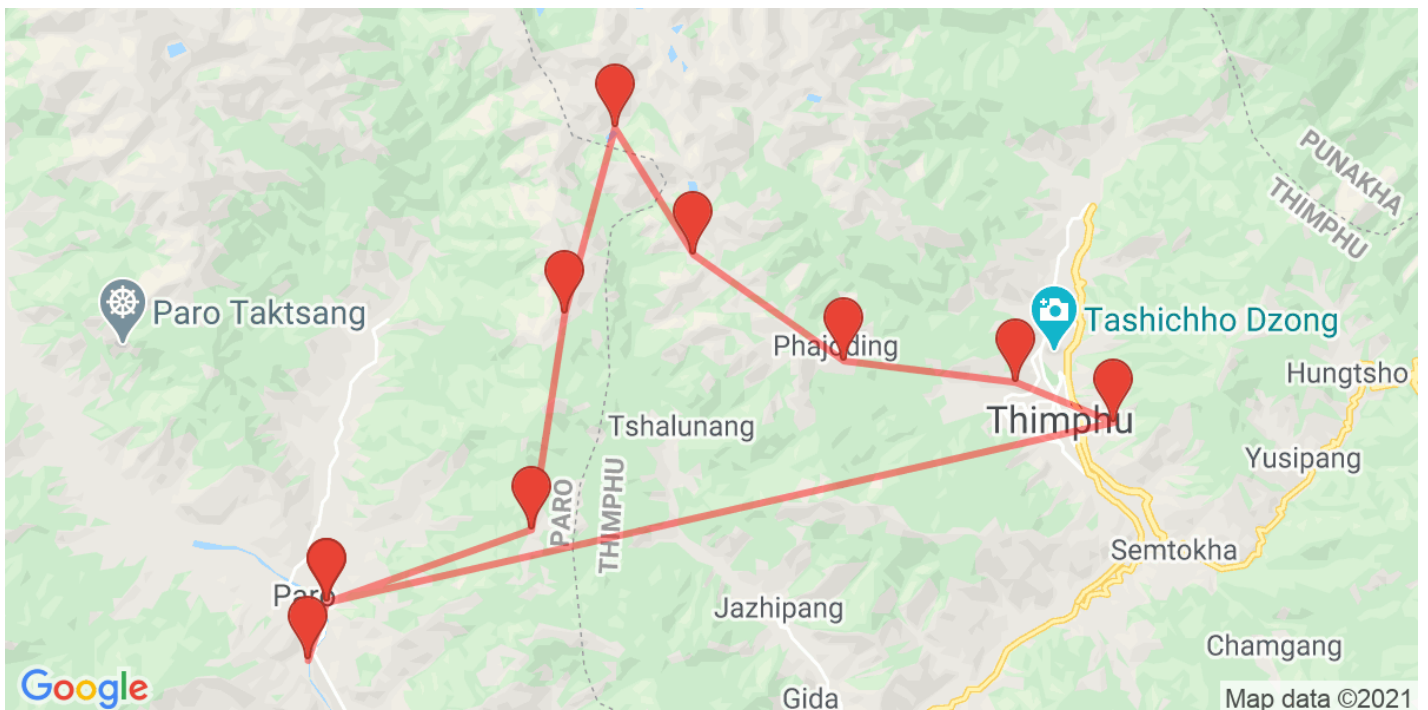 PUNAKHA
THIMPHU
Paro Taktsang
Tashichho Dzong
Phajoding
Hungtsho
Thimphu
Tshalunang
Yusipang
PARO
THIMPHU
Semtokha
Paro
Jazhipang
Chamgang
Google
Gida
Map data ©2021